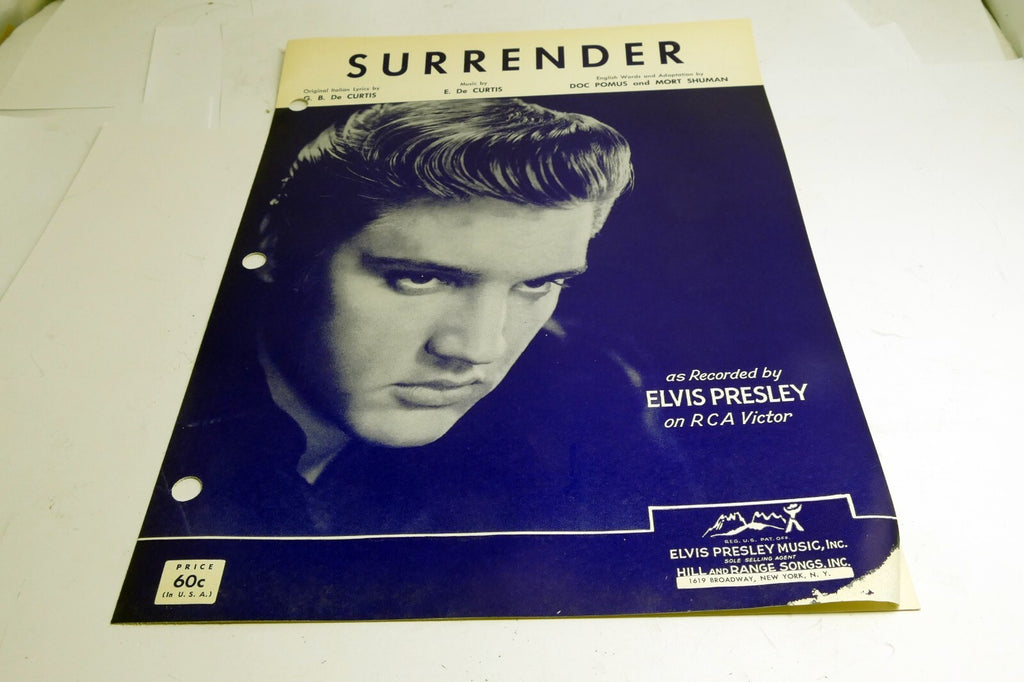 SURRENDER
Original Italian Lyrics by
G. B. De CURTIS
Music by
E. De CURTIS
English Words and Adaptation by
DOC POMUS and MORT SHUMAN
as Recorded by
ELVIS PRESLEY
on RCA Victor
PRICE
60c
(In U. S. A.)
REG. U.S. PAT. OFF.
ELVIS PRESLEY MUSIC, INC.
SOLE SELLING AGENT
HILL AND RANGE SONGS, INC.
1619 BROADWAY, NEW YORK, N. Y.